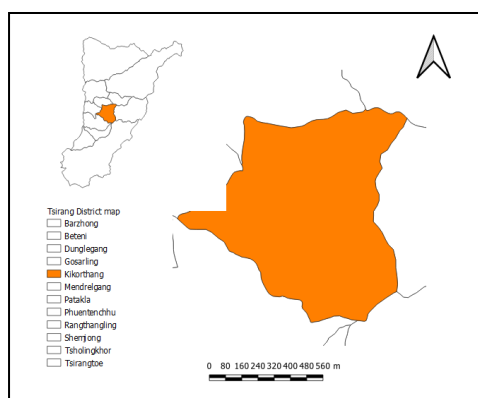 Tsirang District map
Barzhong
Beteni
Dunglegang
Gosarling
Kikorthang
Mendrelgang
Patakla
Phuentenchhu
Rangthangling
Sherrjiong
Tsholingkhor
Tsirangtoe
0 80 160 240 320 400 480 560 m